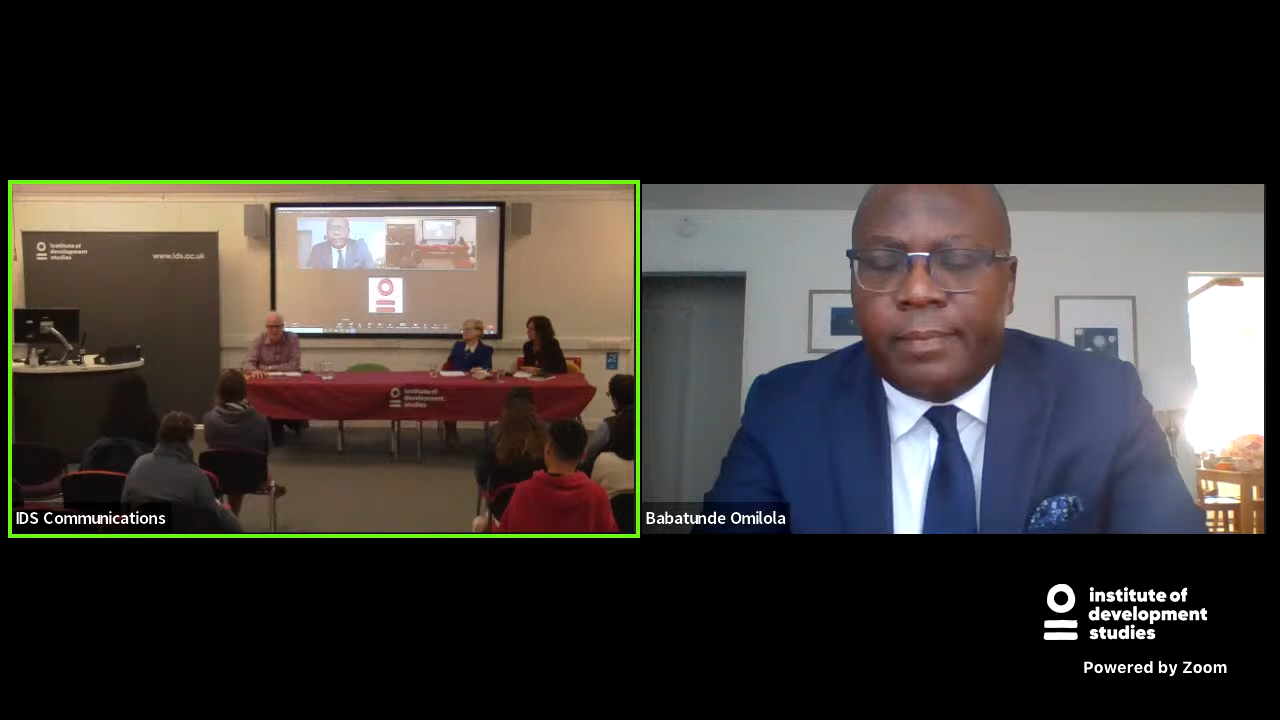 institute of
development
studies
www.ids.ac.uk
institute of
development
studies
IDS Communications
Babatunde Omilola
institute of
development
studies
Powered by Zoom